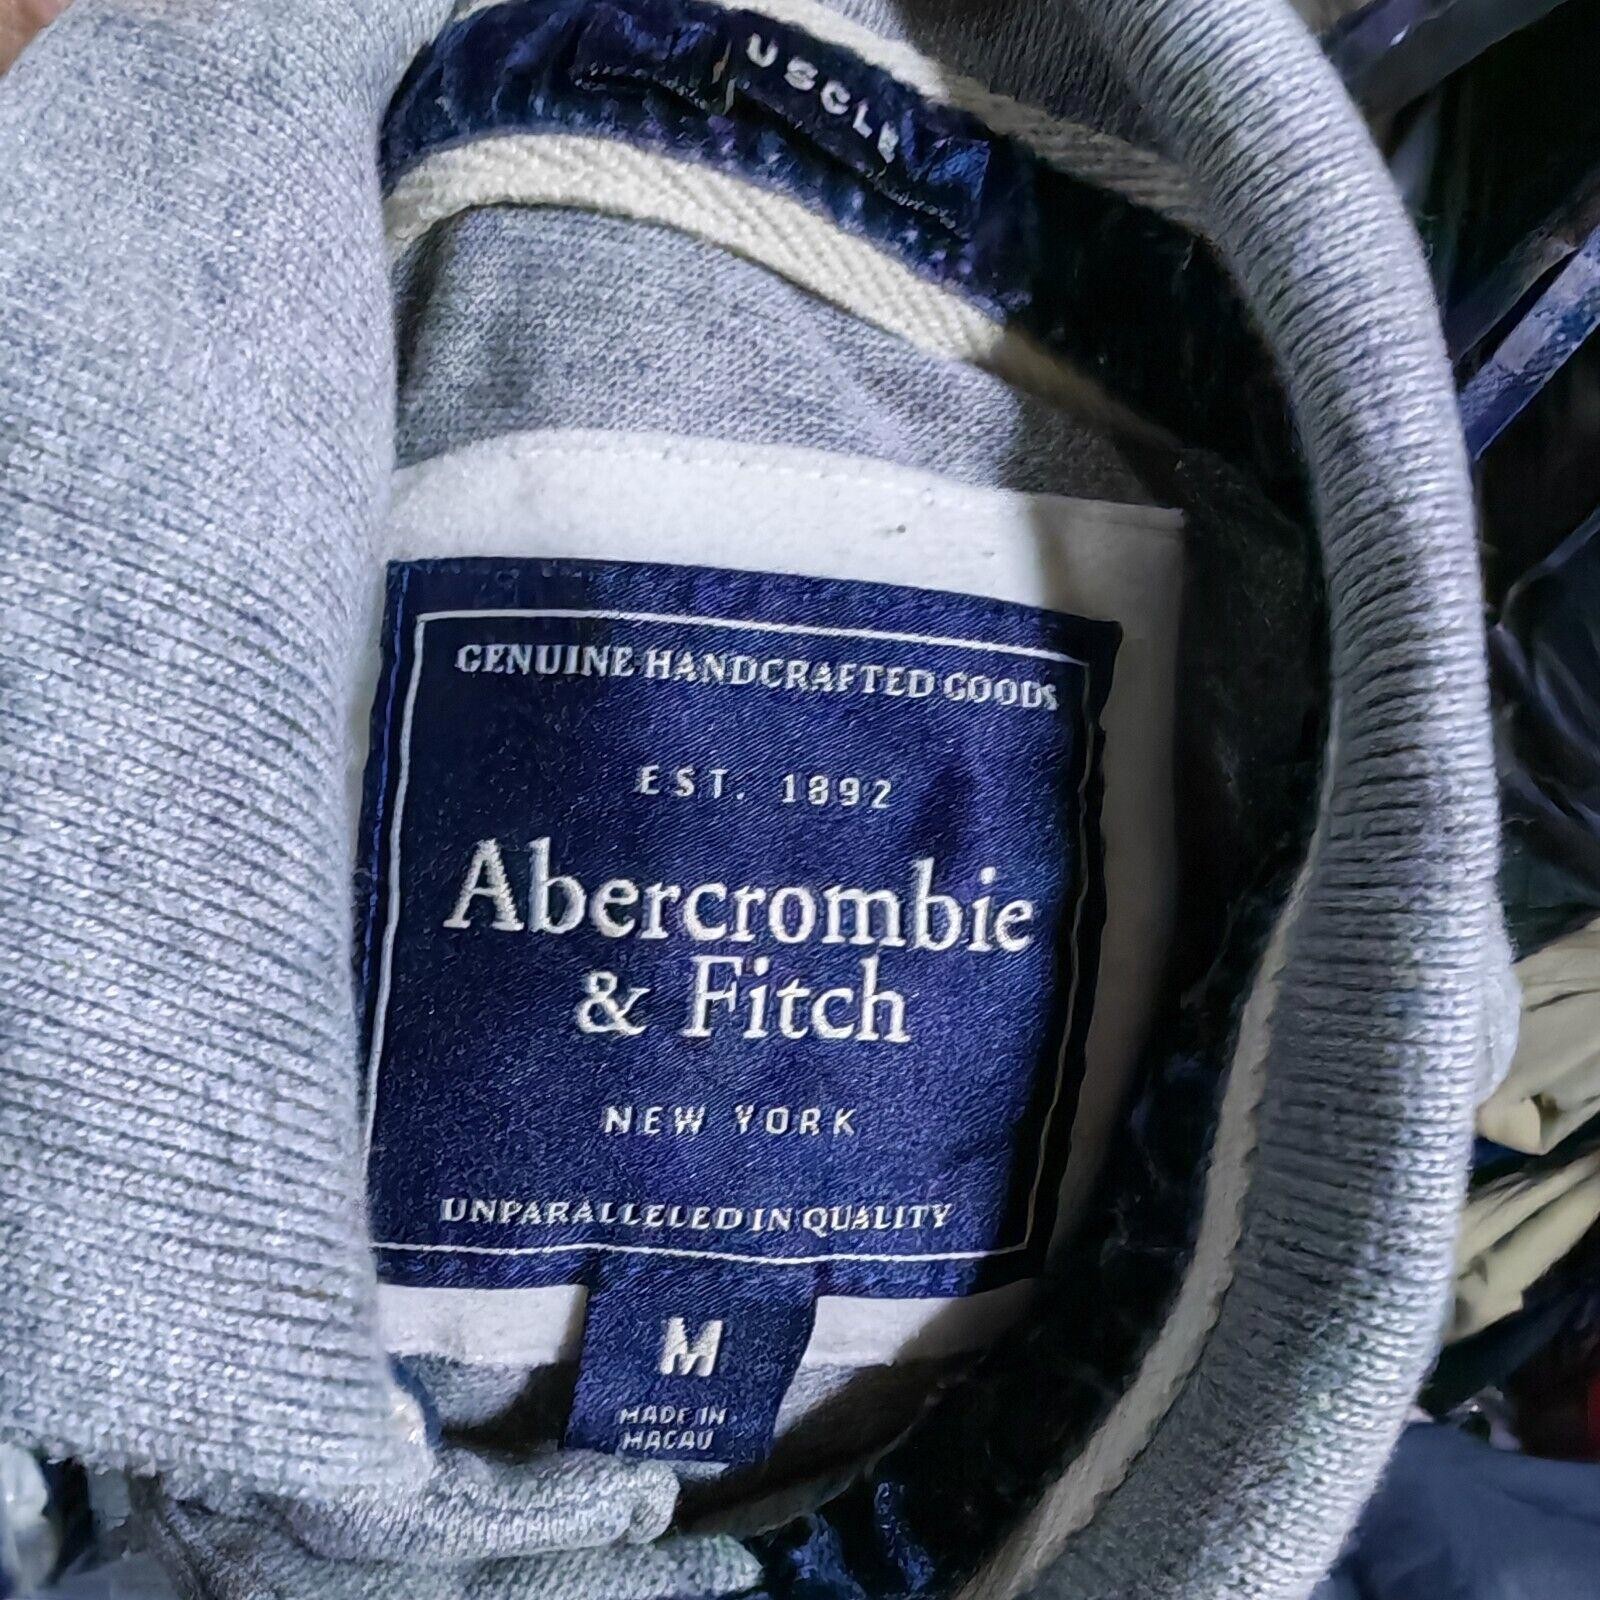 USCLE
GENUINE HANDCRAFTED GOODS
EST. 1892
Abercrombie
& Fitch
NEW YORK
UNPARALLELED IN QUALITY
M
MADE IN
MACAU